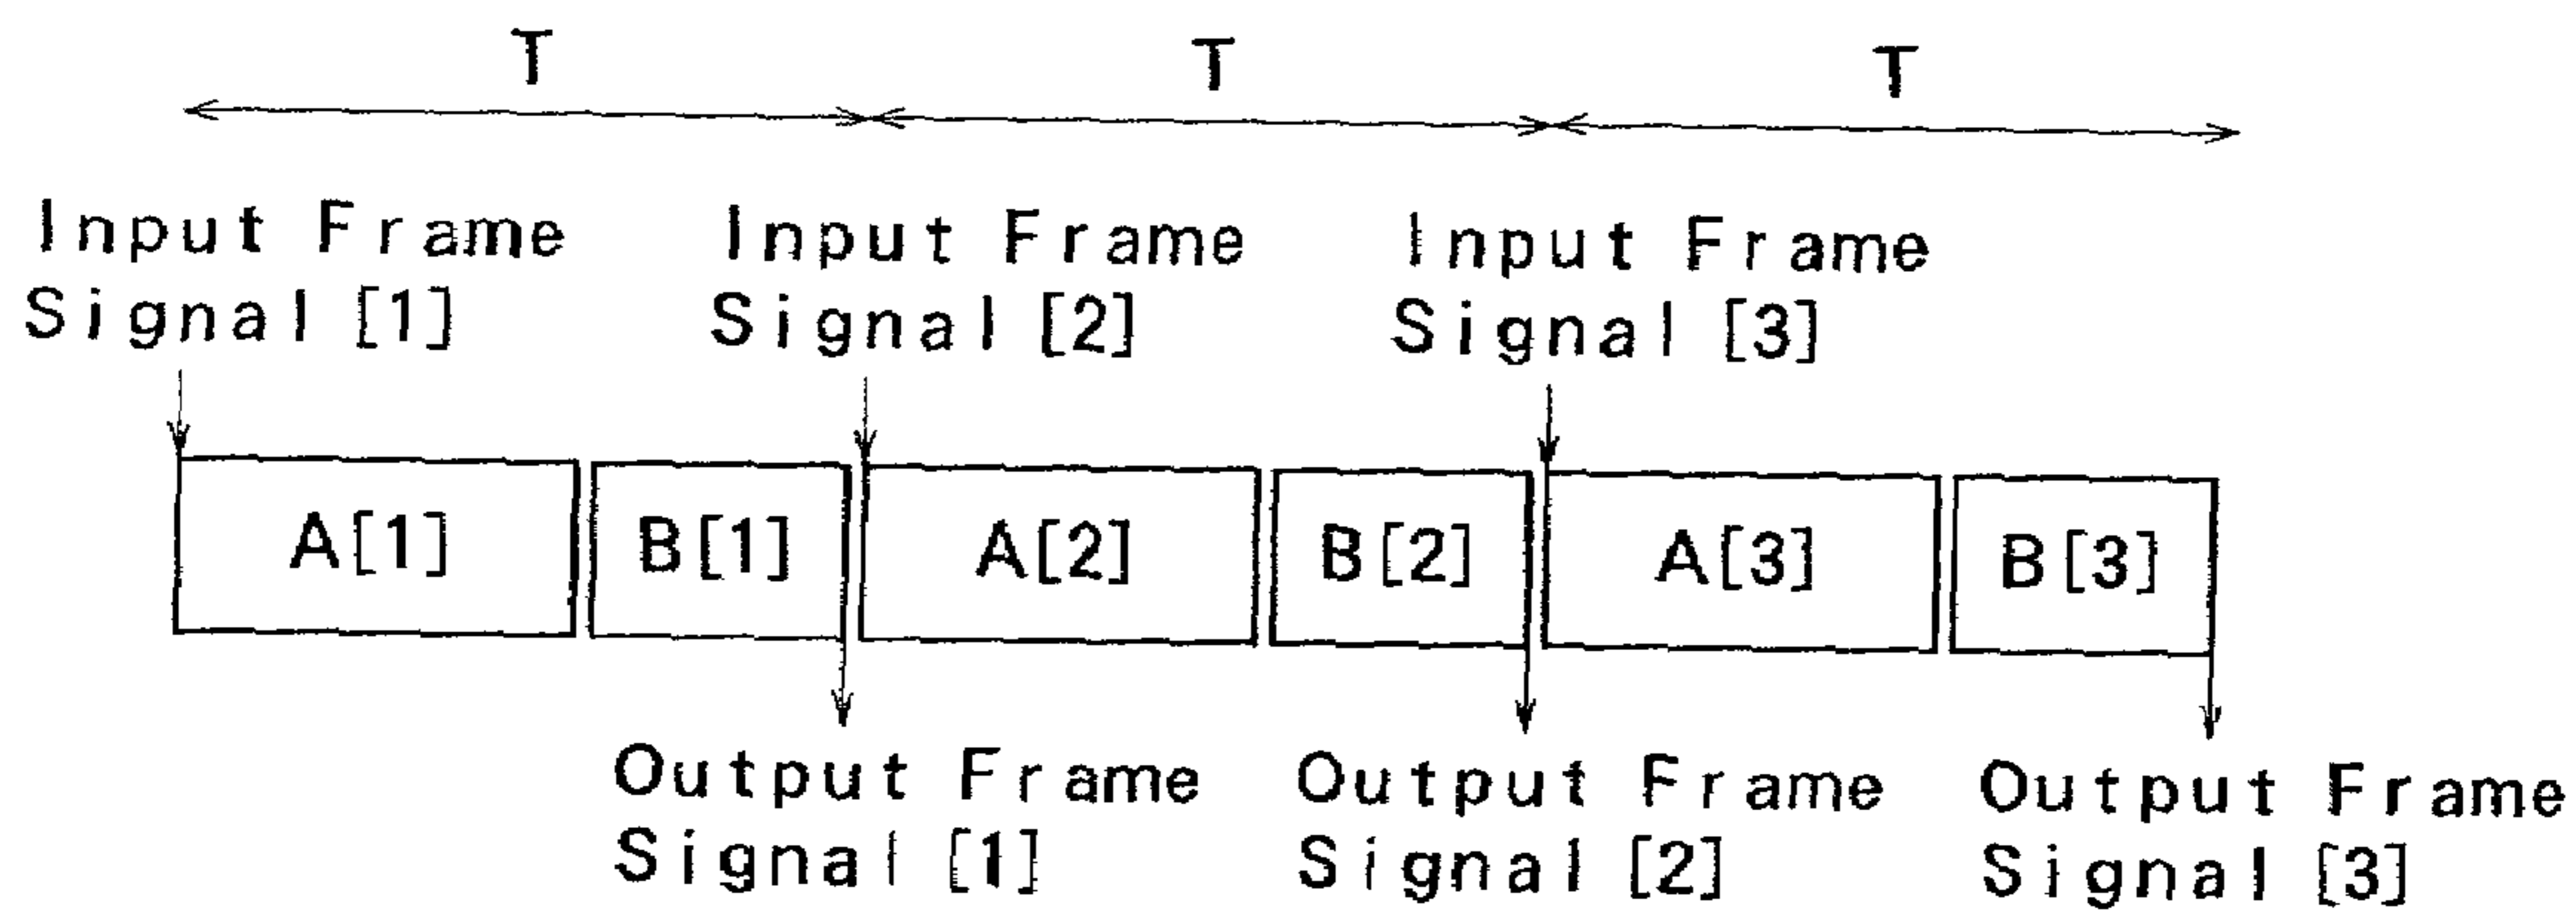 T T T
Input Frame Signal [1]
Input Frame Signal [2]
Input Frame Signal [3]
A[1] B[1] A[2] B[2] A[3] B[3]
Output Frame Signal [1]
Output Frame Signal [2]
Output Frame Signal [3]